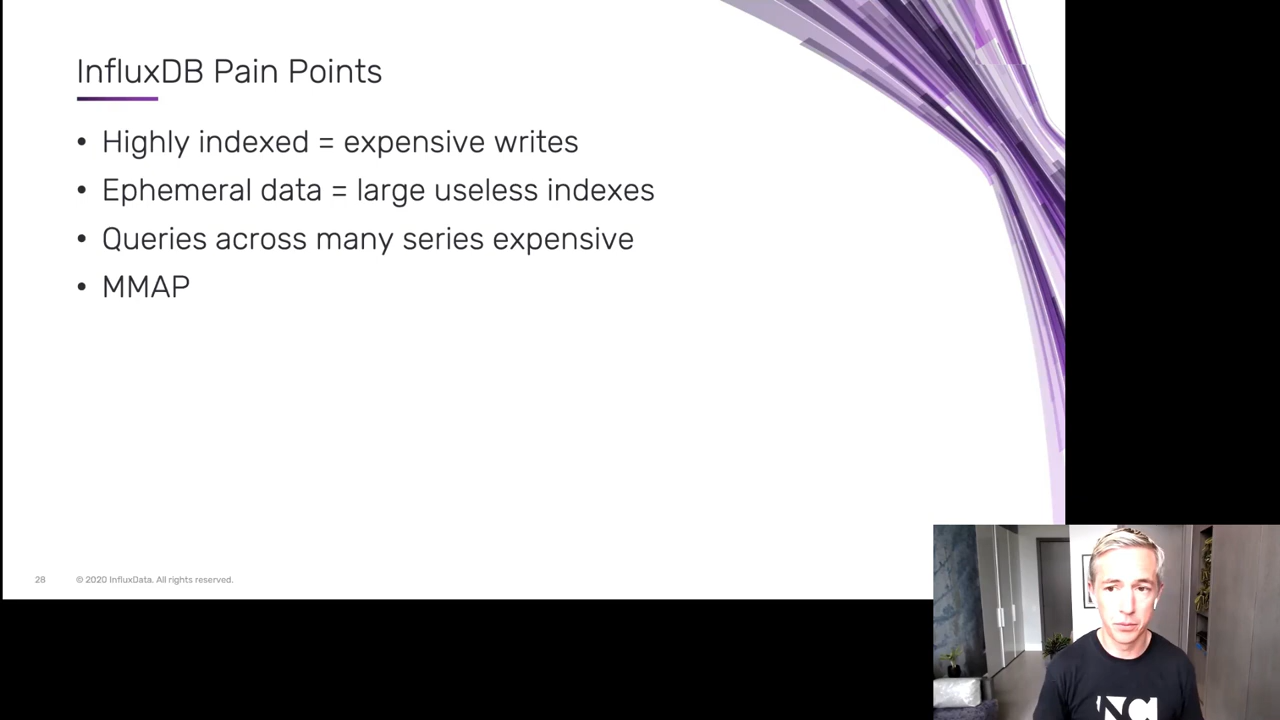 InfluxDB Pain Points
• Highly indexed = expensive writes
• Ephemeral data = large useless indexes
• Queries across many series expensive
• MMAP
28 © 2020 InfluxData. All rights reserved.